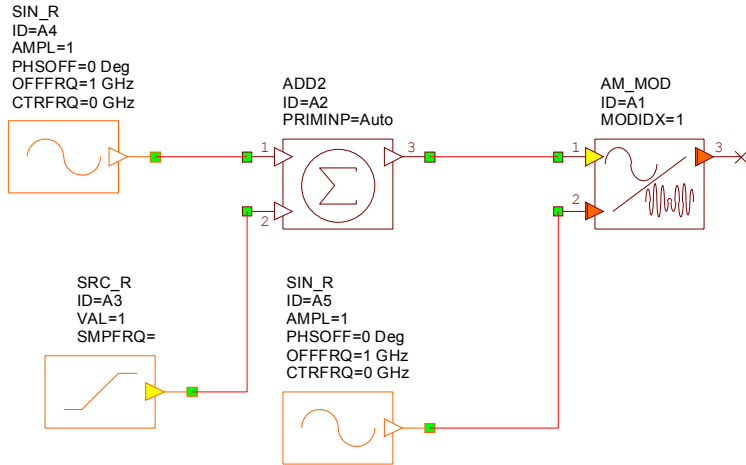 SIN_R
ID=A4
AMPL=1
PHSOFF=0 Deg
OFFFRQ=1 GHz
CTRFRQ=0 GHz
ADD2
ID=A2
PRIMINP=Auto
1
2
3
AM_MOD
ID=A1
MODIDX=1
1
2
3
SRC_R
ID=A3
VAL=1
SMPFRQ=
SIN_R
ID=A5
AMPL=1
PHSOFF=0 Deg
OFFFRQ=1 GHz
CTRFRQ=0 GHz